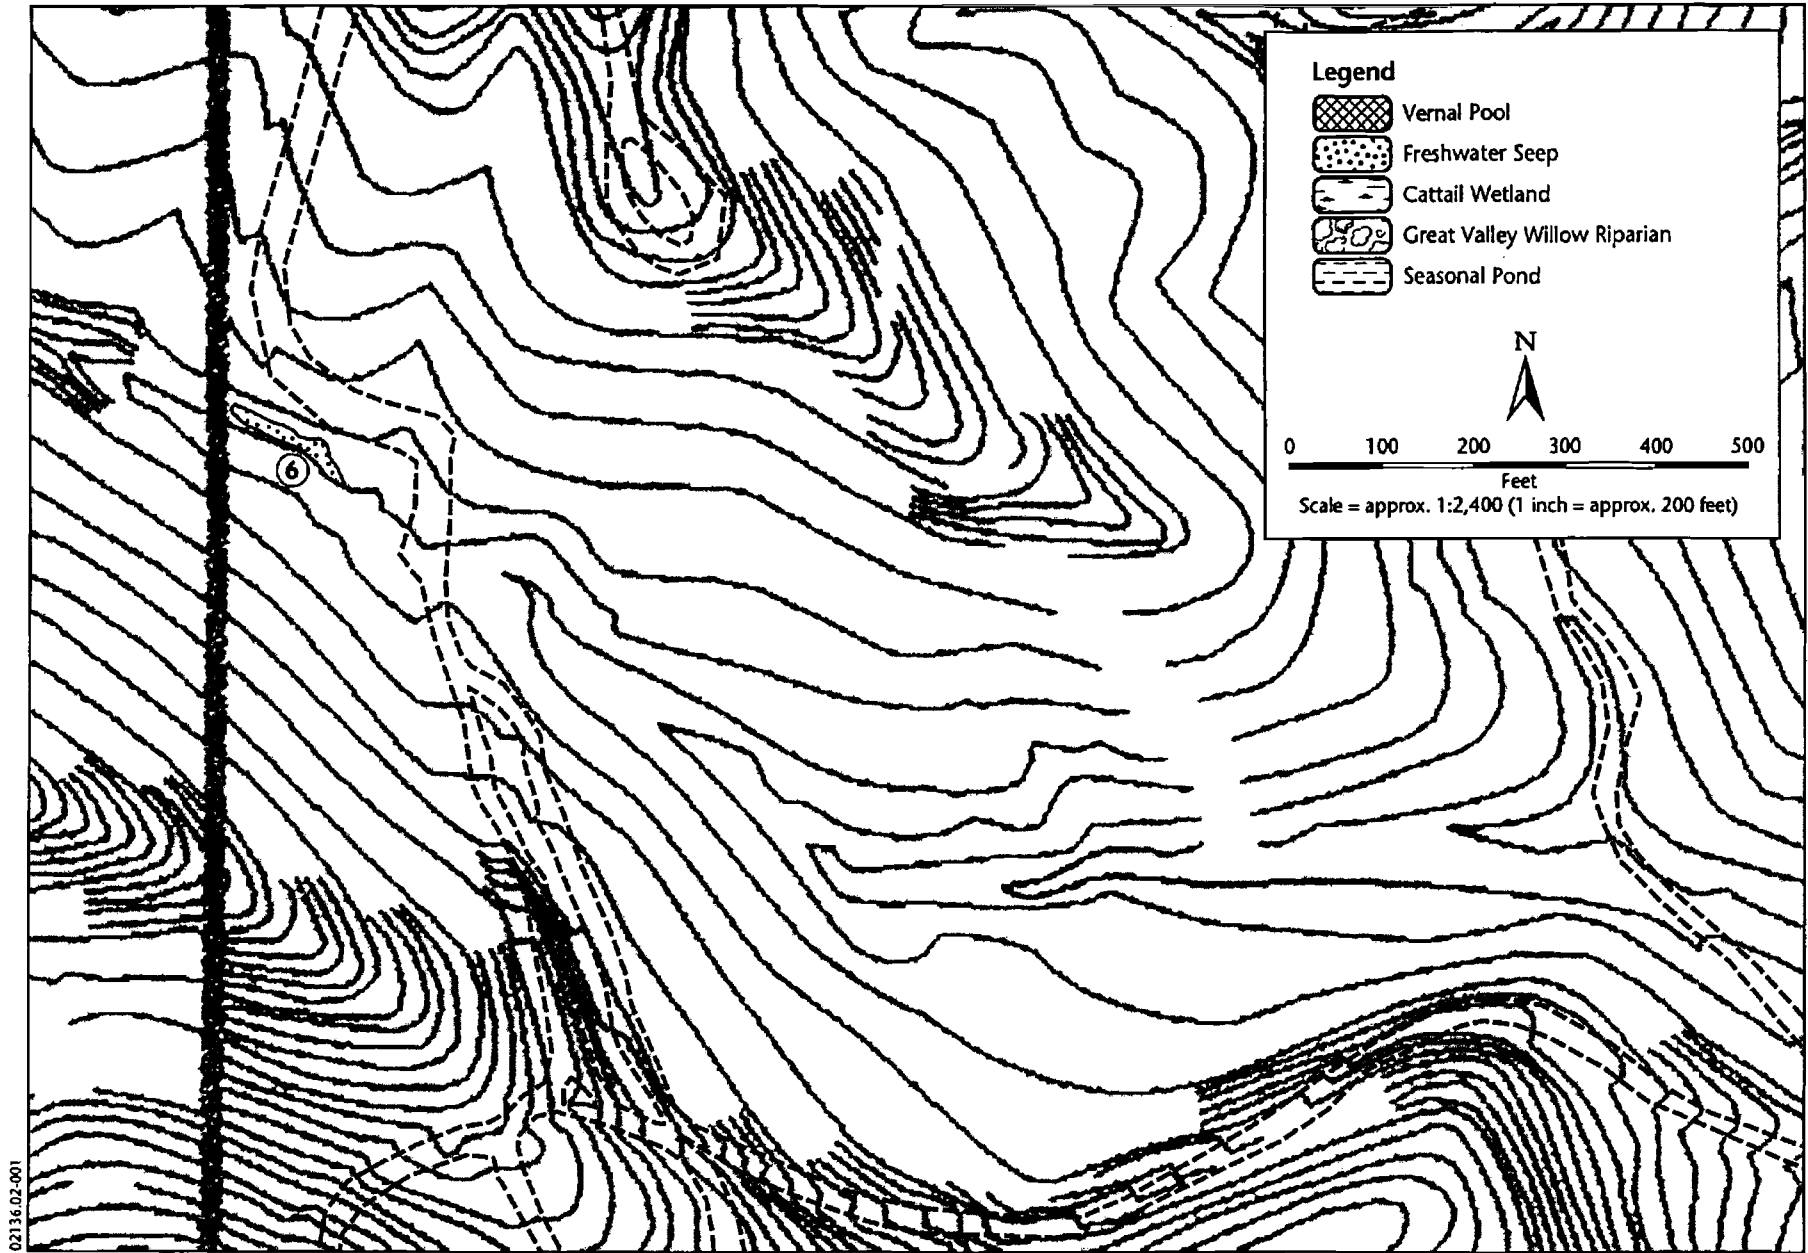 Legend
Vernal Pool
Freshwater Seep
Cattail Wetland
Great Valley Willow Riparian
Seasonal Pond
N
0 100 200 300 400 500
Feet
Scale = approx. 1:2,400 (1 inch = approx. 200 feet)
6
02136.02-001